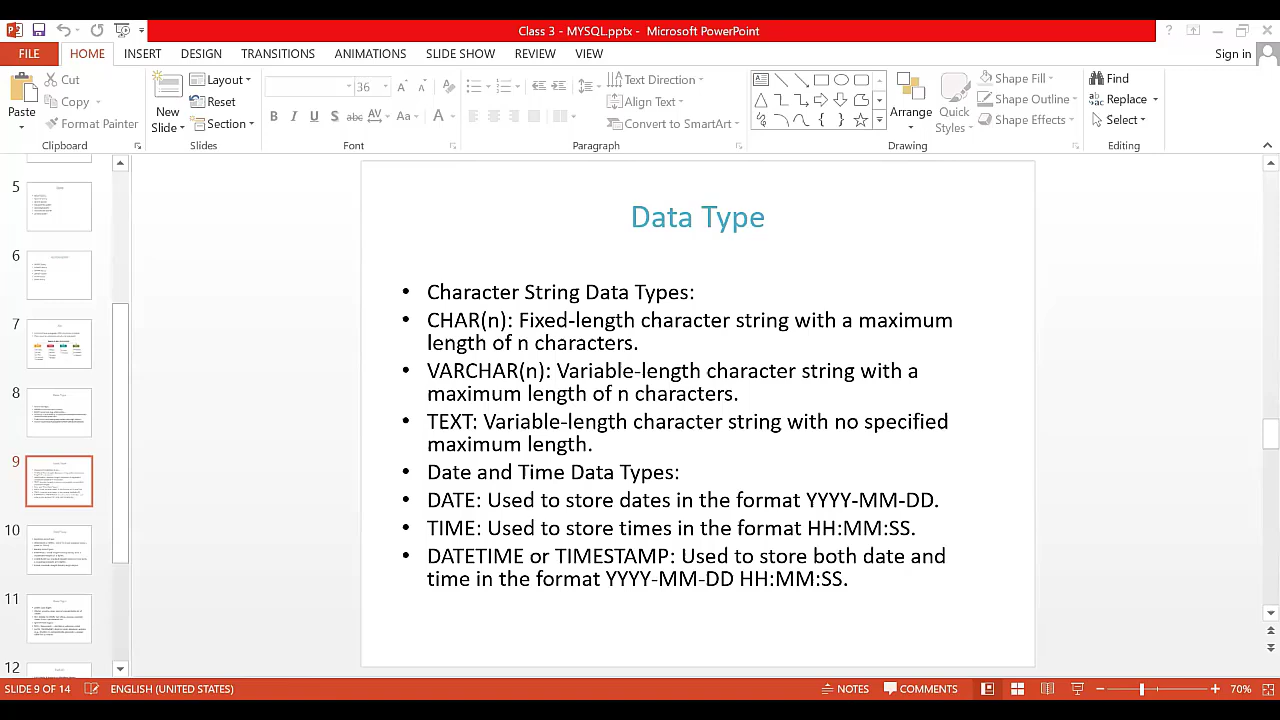 Class 3 - MYSQL.pptx - Microsoft PowerPoint
FILE HOME INSERT DESIGN TRANSITIONS ANIMATIONS SLIDE SHOW REVIEW VIEW Sign in
Paste
Cut
Copy
Format Painter
Clipboard
New Slide
Layout
Reset
Section
Slides
36
B I U S abc AV Aa A
Font
Text Direction
Align Text
Convert to SmartArt
Paragraph
Arrange
Quick Styles
Shape Fill
Shape Outline
Shape Effects
Drawing
Find
Replace
Select
Editing
5
6
7
8
9
10
11
12
Data Type
• Character String Data Types:
• CHAR(n): Fixed-length character string with a maximum
length of n characters.
• VARCHAR(n): Variable-length character string with a
maximum length of n characters.
• TEXT: Variable-length character string with no specified
maximum length.
• Date and Time Data Types:
• DATE: Used to store dates in the format YYYY-MM-DD.
• TIME: Used to store times in the format HH:MM:SS
• DATETIME or TIMESTAMP: Used to store both date and
time in the format YYYY-MM-DD HH:MM:SS.
SLIDE 9 OF 14 ENGLISH (UNITED STATES) NOTES COMMENTS 70%